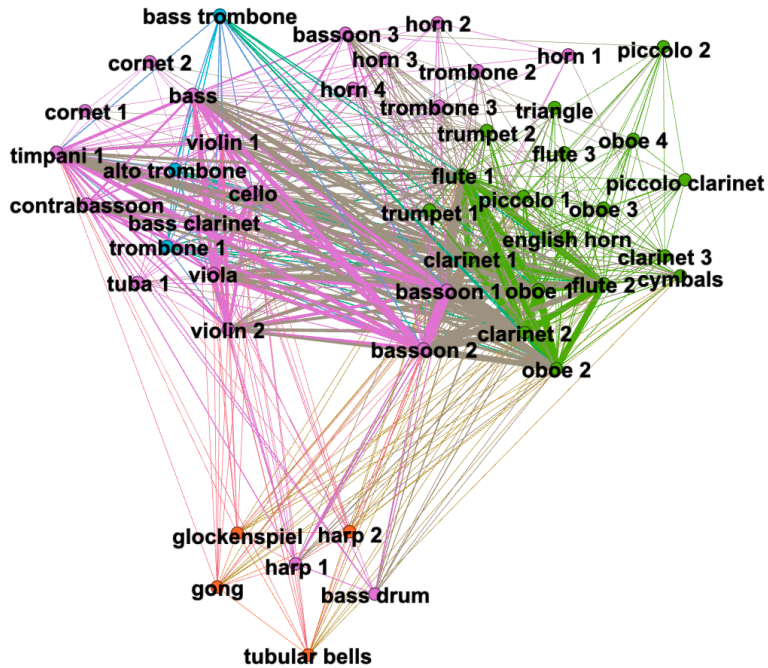 bass trombone
horn 2
bassoon 3
horn 1
piccolo 2
horn 3
cornet 2
trombone 2
horn 4
bass
cornet 1
trombone 3
triangle
trumpet 2
violin 1
oboe 4
timpani 1
flute 3
alto trombone
flute 1
piccolo clarinet
cello
piccolo 1
contrabassoon
oboe 3
trumpet 1
bass clarinet
english horn
trombone 1
clarinet 1
clarinet 3
viola
tuba 1
flute 2
cymbals
bassoon 1
oboe 1
violin 2
clarinet 2
bassoon 2
oboe 2
glockenspiel
harp 2
harp 1
gong
bass drum
tubular bells